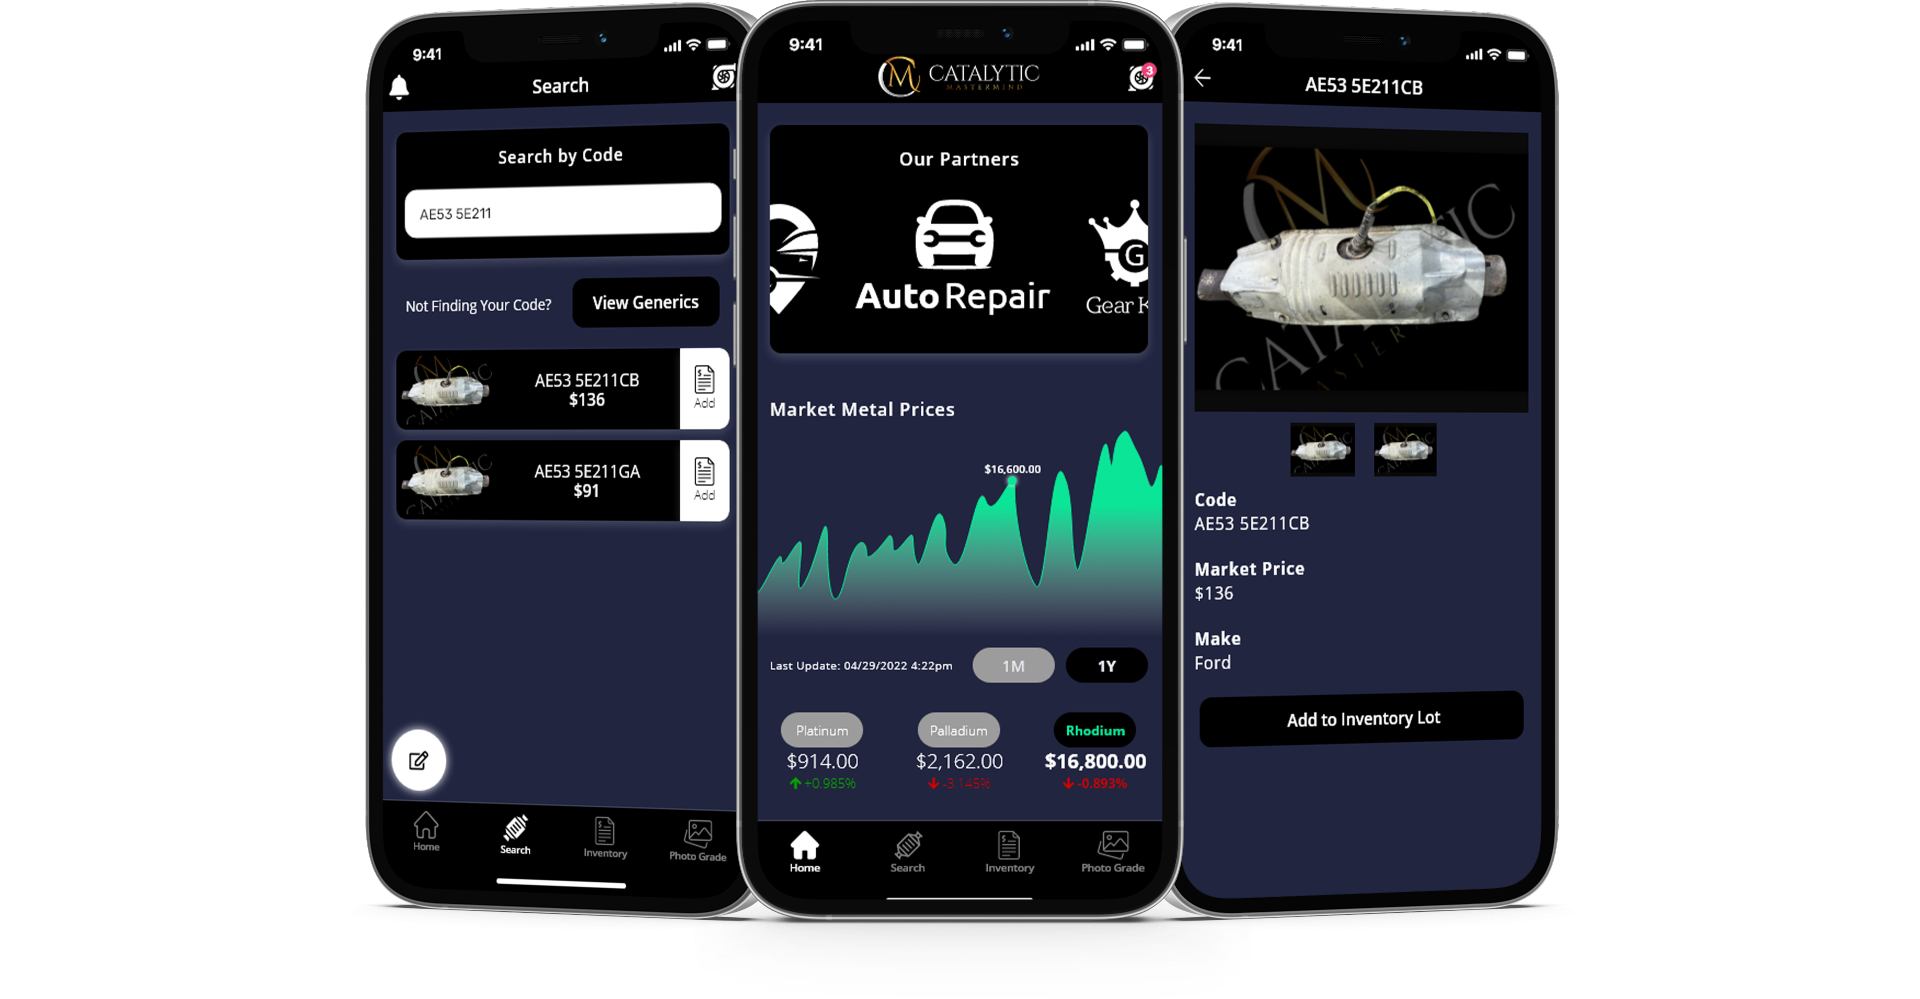 9:41
Search
Search by Code
AE53 5E211
Not Finding Your Code?
View Generics
AE53 5E211CB
$136
Add
AE53 5E211GA
$91
Add
Home
Search
Inventory
Photo Grade
9:41
CM
CATALYTIC
MASTERMIND
3
Our Partners
Auto Repair
G
Gear K
Market Metal Prices
$16,600.00
Last Update: 04/29/2022 4:22pm
1M
1Y
Platinum
Palladium
Rhodium
$914.00
$2,162.00
$16,800.00
+0.985%
-3.145%
-0.893%
Home
Search
Inventory
Photo Grade
9:41
AE53 5E211CB
Code
AE53 5E211CB
Market Price
$136
Make
Ford
Add to Inventory Lot